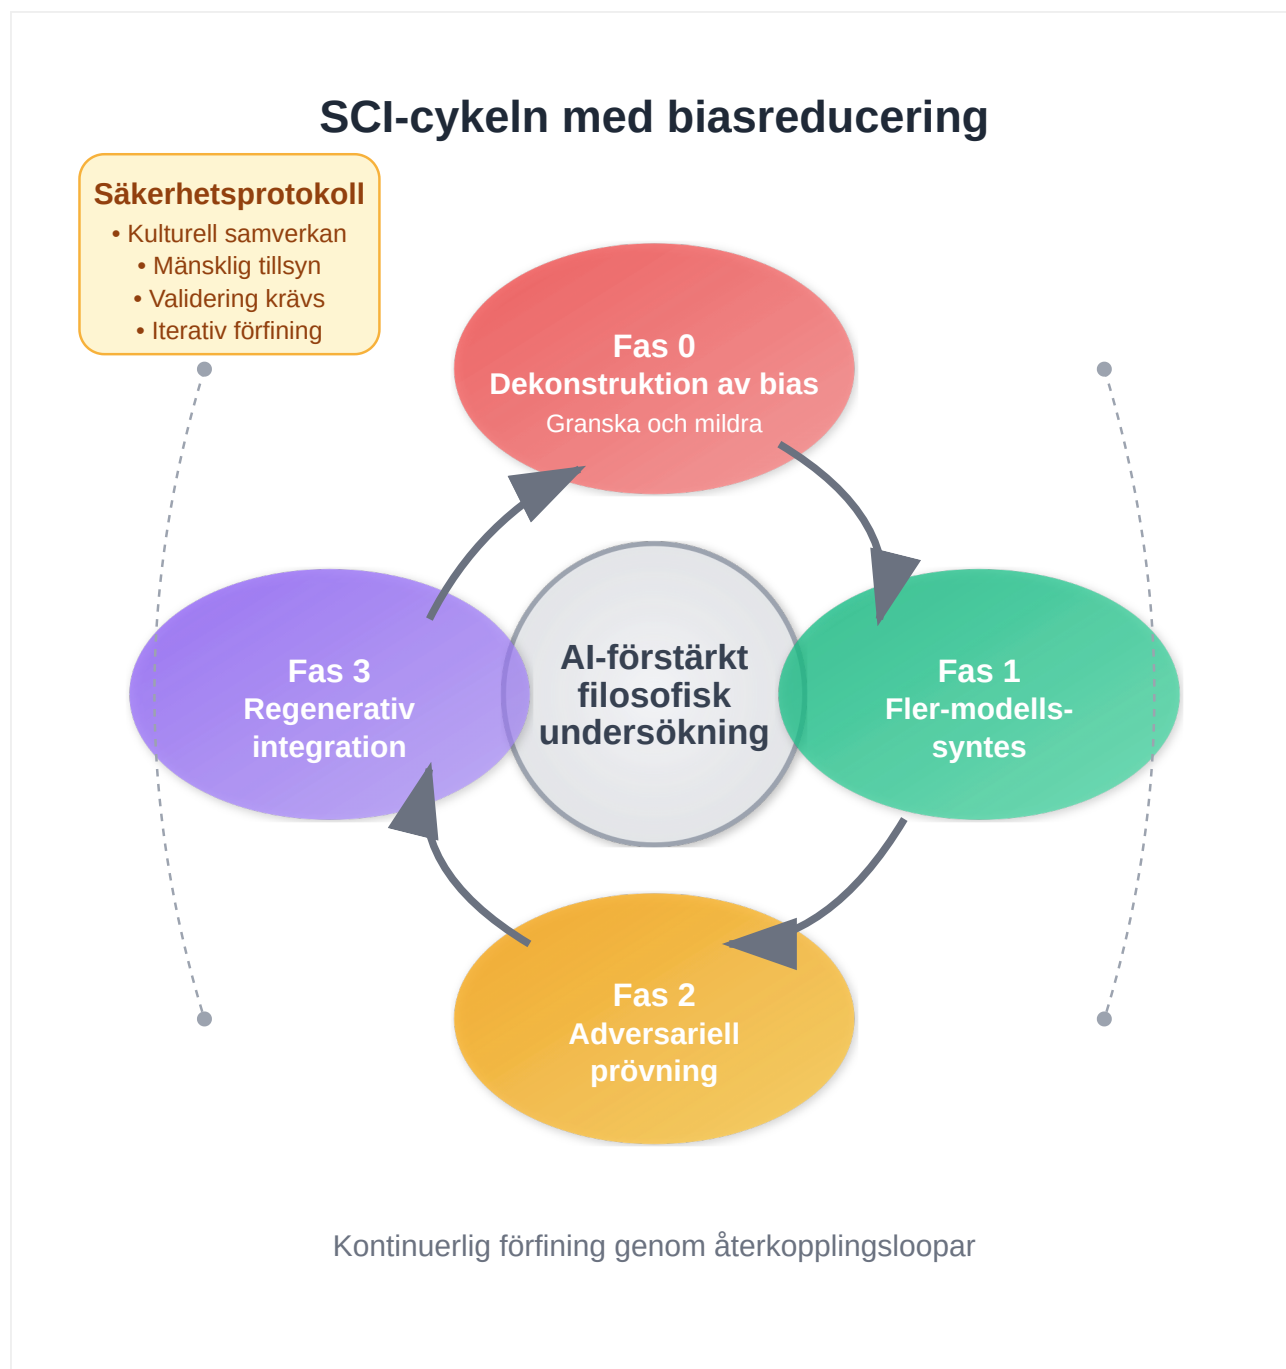 SCI-cykeln med biasreducering
Säkerhetsprotokoll
• Kulturell samverkan
• Mänsklig tillsyn
• Validering krävs
• Iterativ förfining
Fas 0
Dekonstruktion av bias
Granska och mildra
AI-förstärkt
filosofisk
undersökning
Fas 3
Regenerativ
integration
Fas 1
Fler-modells-
syntes
Fas 2
Adversariell
prövning
Kontinuerlig förfining genom återkopplingsloopar